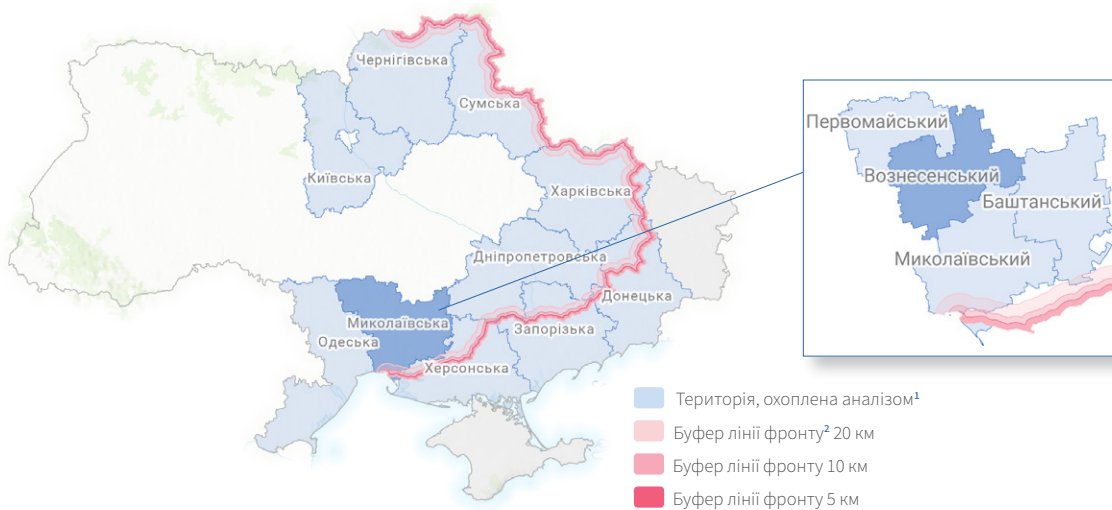 Чернігівська
Сумська
Київська
Харківська
Дніпропетровська
Донецька
Миколаївська
Запорізька
Одеська
Херсонська
Первомайський
Вознесенський
Баштанський
Миколаївський
Територія, охоплена аналізом¹
Буфер лінії фронту² 20 км
Буфер лінії фронту 10 км
Буфер лінії фронту 5 км